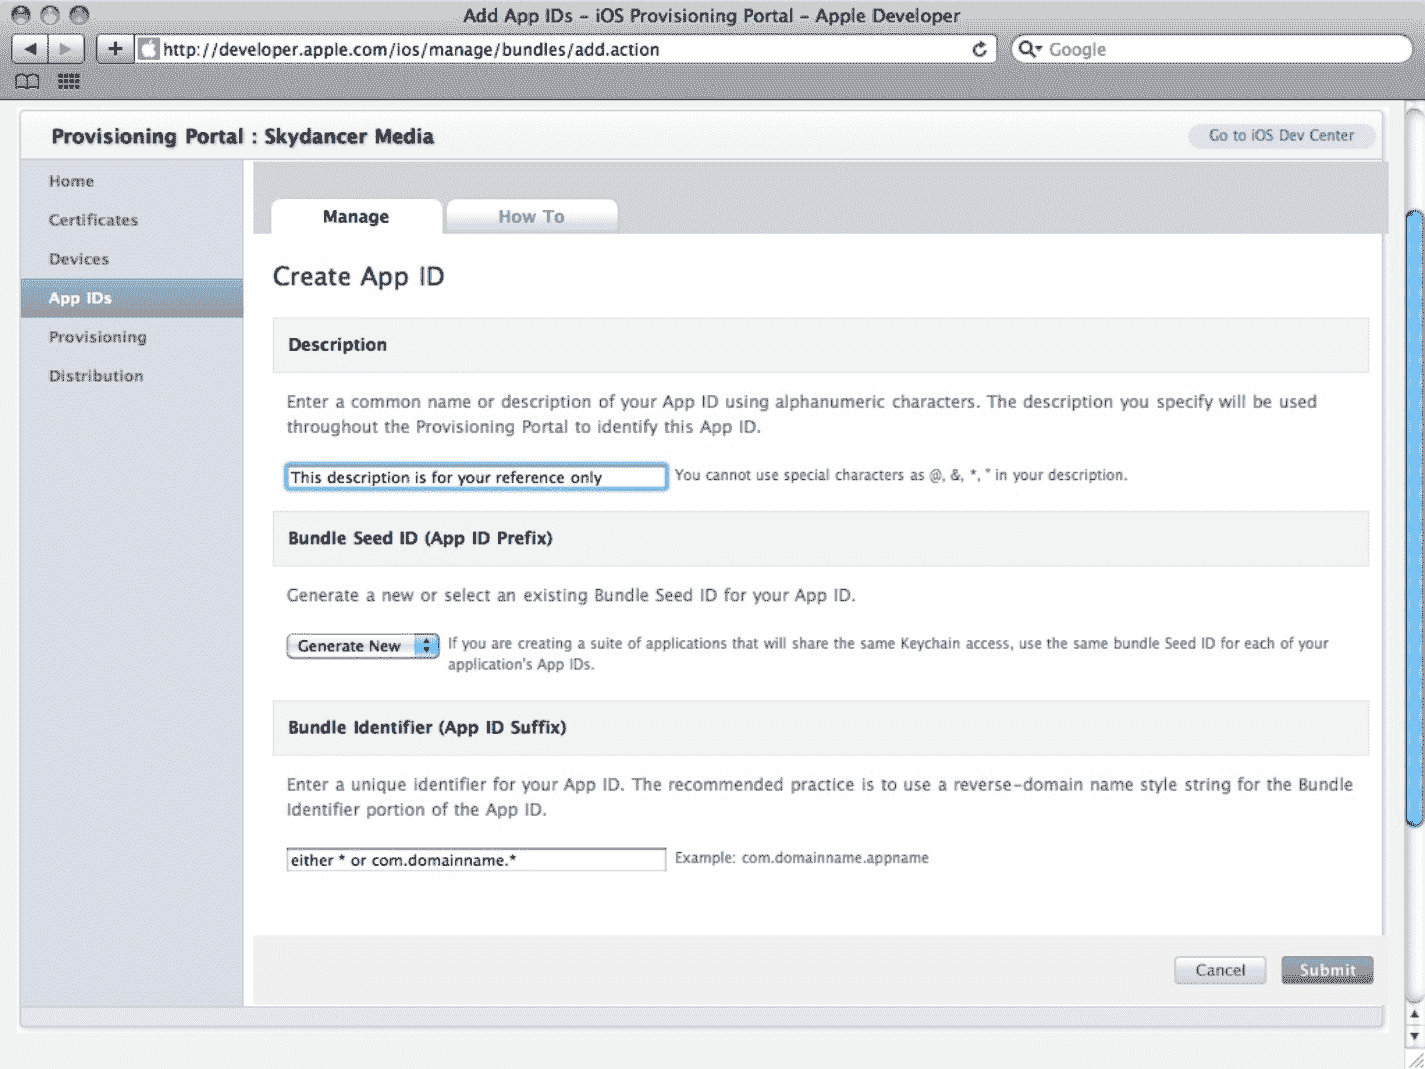 Add App IDs – iOS Provisioning Portal – Apple Developer
http://developer.apple.com/ios/manage/bundles/add.action
Google
Provisioning Portal : Skydancer Media
Go to iOS Dev Center
Home
Certificates
Devices
App IDs
Provisioning
Distribution
Manage
How To
Create App ID
Description
Enter a common name or description of your App ID using alphanumeric characters. The description you specify will be used
throughout the Provisioning Portal to identify this App ID.
This description is for your reference only
You cannot use special characters as @, &, *, " in your description.
Bundle Seed ID (App ID Prefix)
Generate a new or select an existing Bundle Seed ID for your App ID.
Generate New
If you are creating a suite of applications that will share the same Keychain access, use the same bundle Seed ID for each of your
application's App IDs.
Bundle Identifier (App ID Suffix)
Enter a unique identifier for your App ID. The recommended practice is to use a reverse-domain name style string for the Bundle
Identifier portion of the App ID.
either * or com.domainname.*
Example: com.domainname.appname
Cancel
Submit